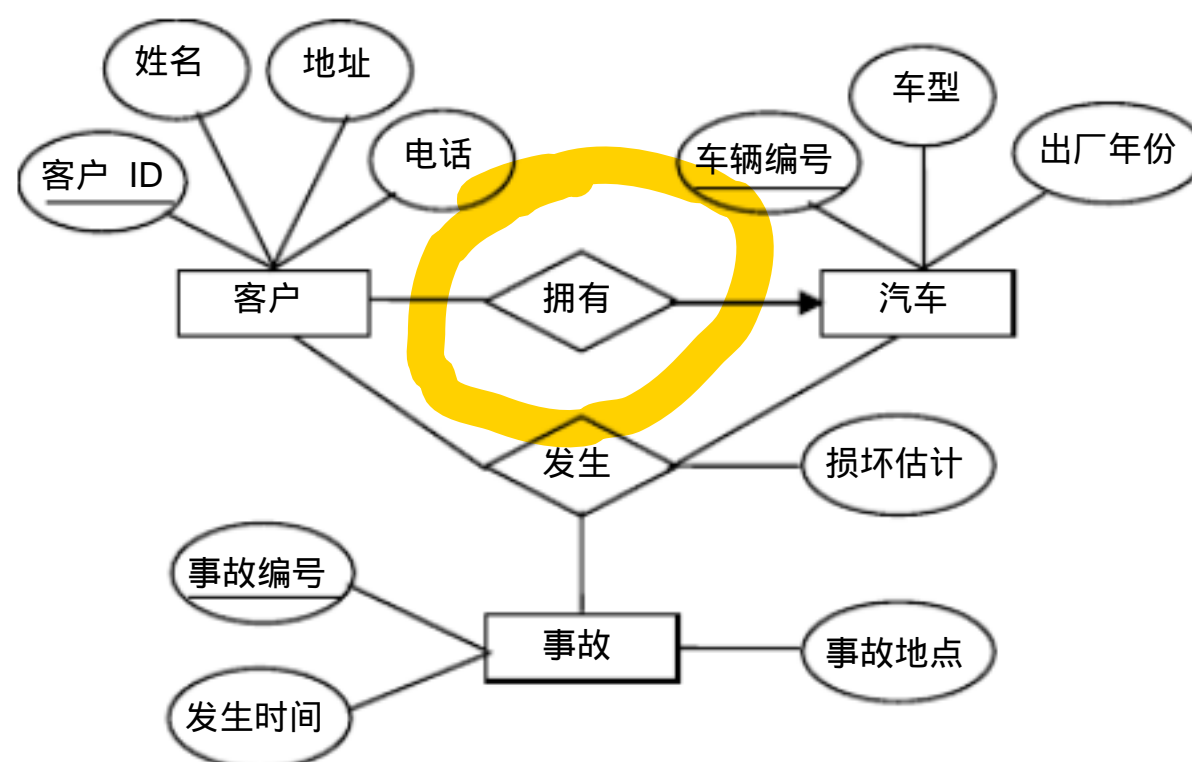 姓名
地址
车型
客户 ID
电话
车辆编号
出厂年份
客户
拥有
汽车
发生
损坏估计
事故编号
事故
事故地点
发生时间